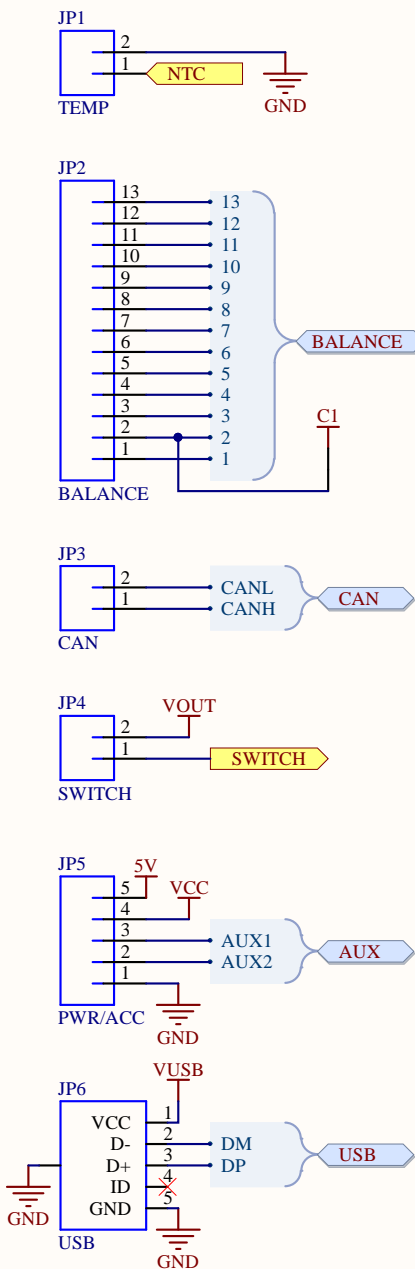 JP1
2
1 NTC
TEMP GND
JP2
13 13
12 12
11 11
10 10
9 9
8 8
7 7
6 6 BALANCE
5 5
4 4
3 3
2 2 C1
1 1
BALANCE
JP3
2 CANL
1 CANH CAN
CAN
JP4
2 VOUT
1 SWITCH
SWITCH
JP5
5 5V
4 VCC
3 AUX1
2 AUX2 AUX
1
PWR/ACC GND
JP6 VUSB
VCC 1
D- 2 DM
D+ 3 DP USB
ID 4
GND 5
GND
USB GND